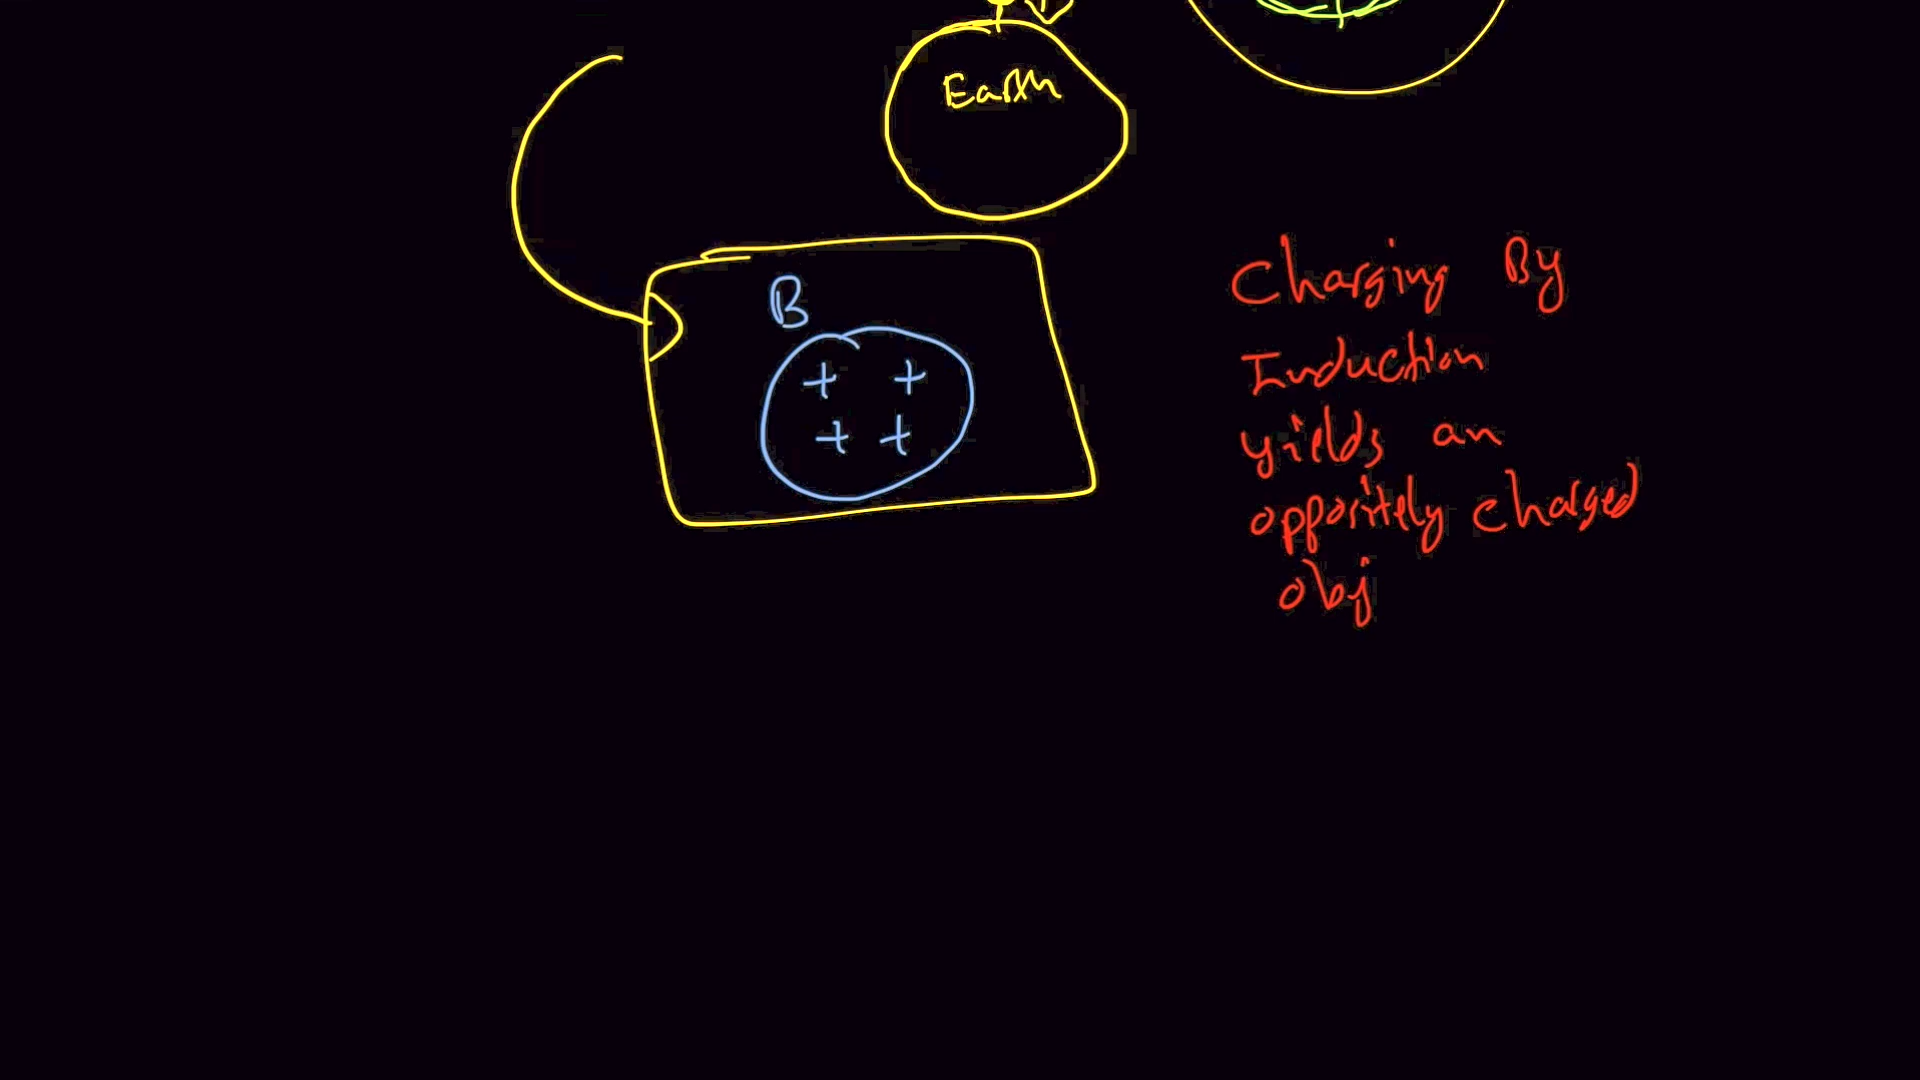 Earth
B
+ +
+ +
Charging By
Induction
yields an
oppositely charged
obj